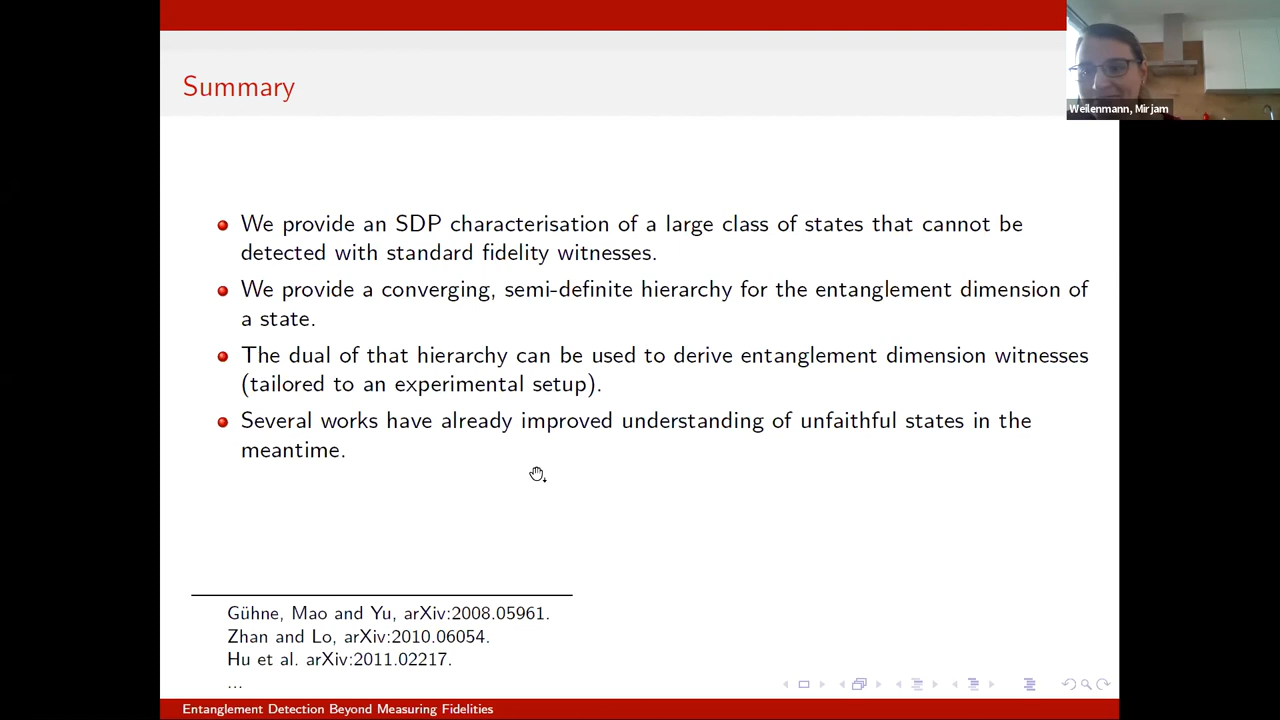 Summary
Weilenmann, Mirjam
We provide an SDP characterisation of a large class of states that cannot be
detected with standard fidelity witnesses.
We provide a converging, semi-definite hierarchy for the entanglement dimension of
a state.
The dual of that hierarchy can be used to derive entanglement dimension witnesses
(tailored to an experimental setup).
Several works have already improved understanding of unfaithful states in the
meantime.
Gühne, Mao and Yu, arXiv:2008.05961.
Zhan and Lo, arXiv:2010.06054.
Hu et al. arXiv:2011.02217.
...
Entanglement Detection Beyond Measuring Fidelities